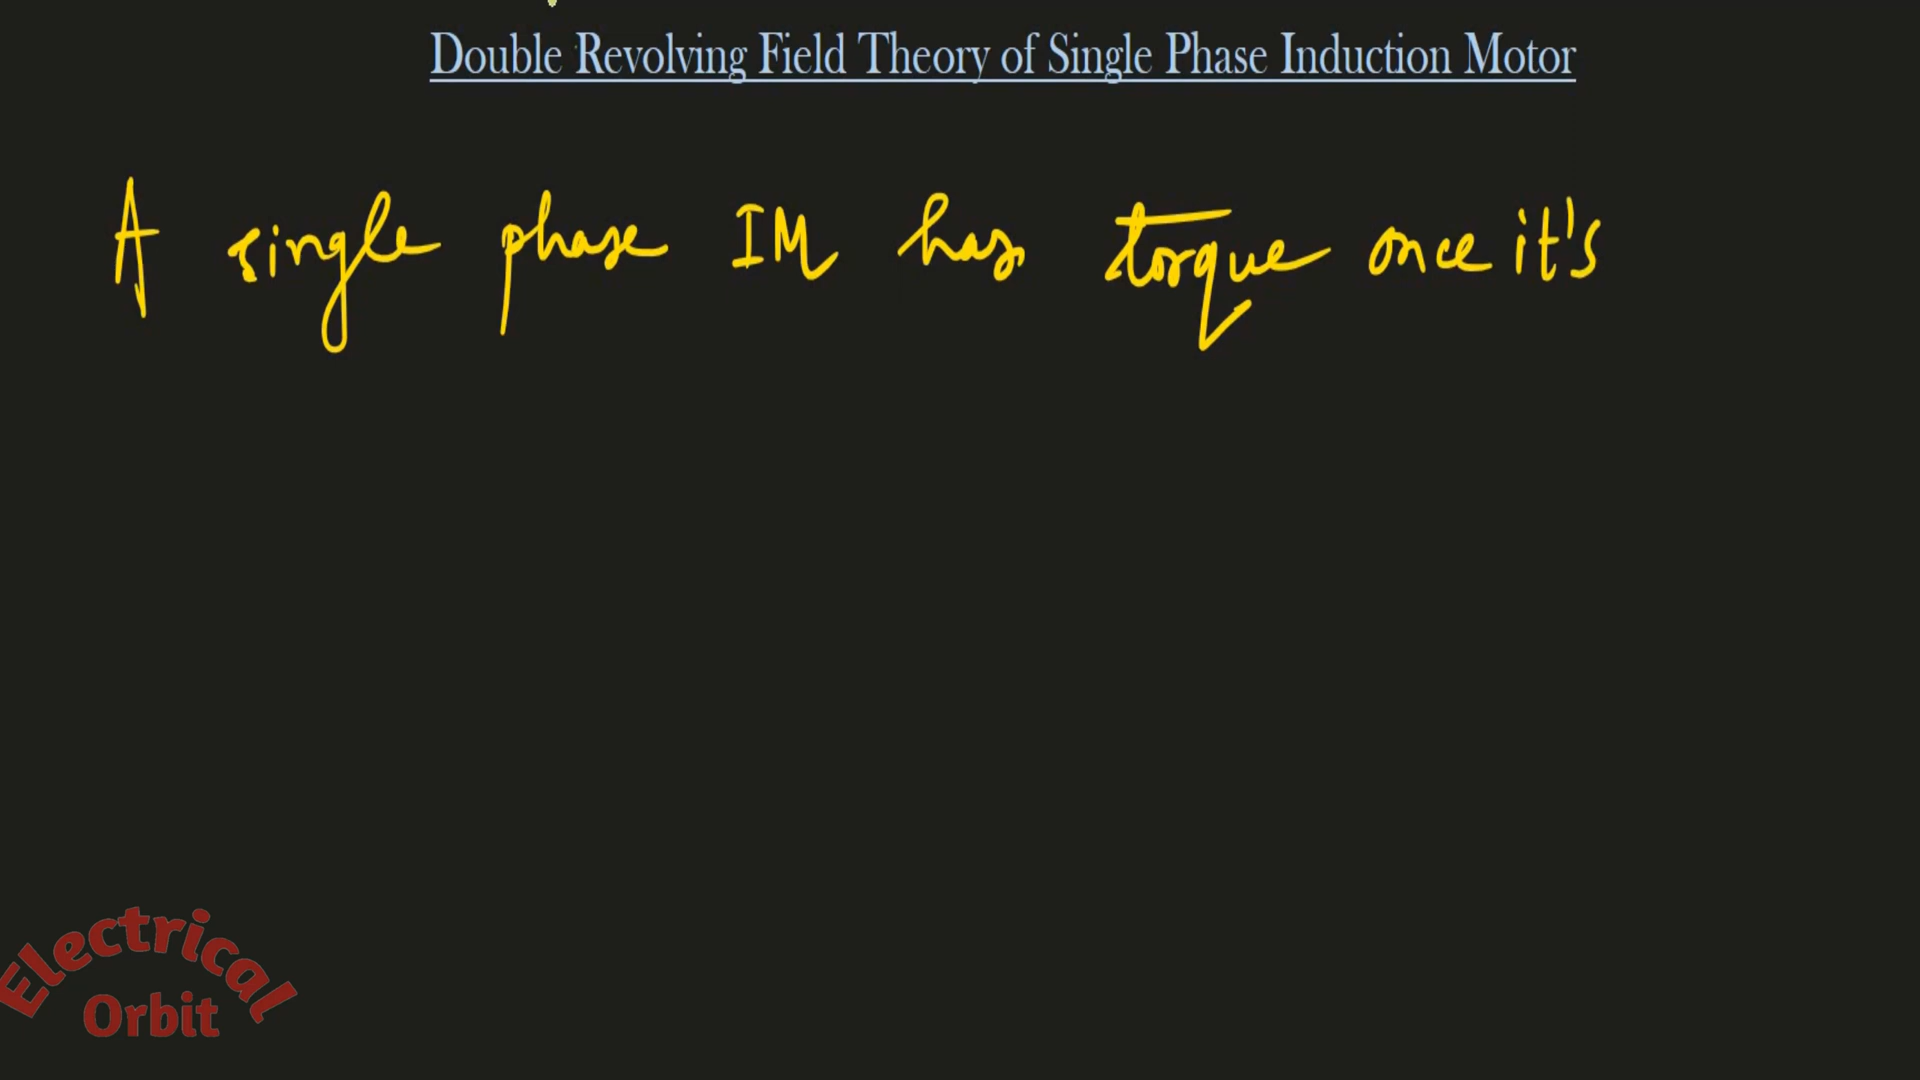 Double Revolving Field Theory of Single Phase Induction Motor
A single phase IM has torque once it's
Electrical
Orbit